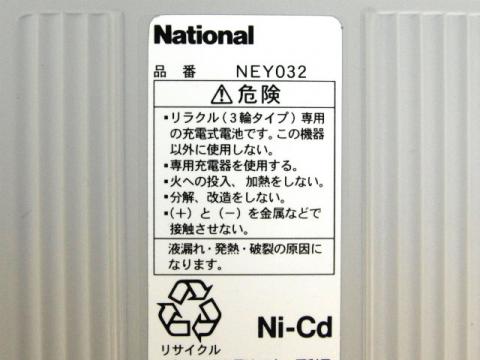 National
品 番 NEY032
危険
▪リラクル(3輪タイプ)専用
の充電式電池です。この機器
以外に使用しない。
▪専用充電器を使用する。
▪火への投入、加熱をしない。
▪分解、改造をしない。
▪(+)と(−)を金属などで
接触させない。
液漏れ・発熱・破裂の原因に
なります。
Ni-Cd
リサイクル